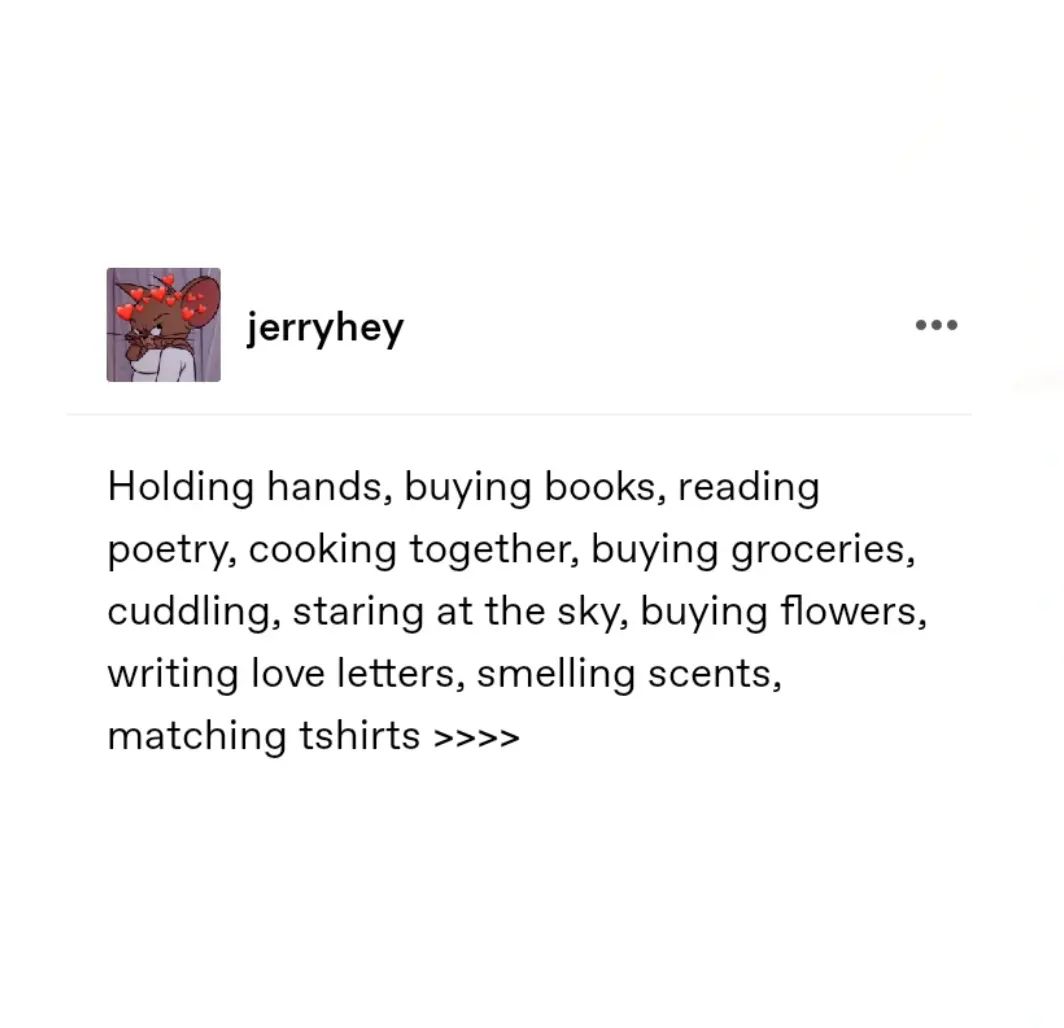 jerryhey
Holding hands, buying books, reading
poetry, cooking together, buying groceries,
cuddling, staring at the sky, buying flowers,
writing love letters, smelling scents,
matching tshirts >>>>